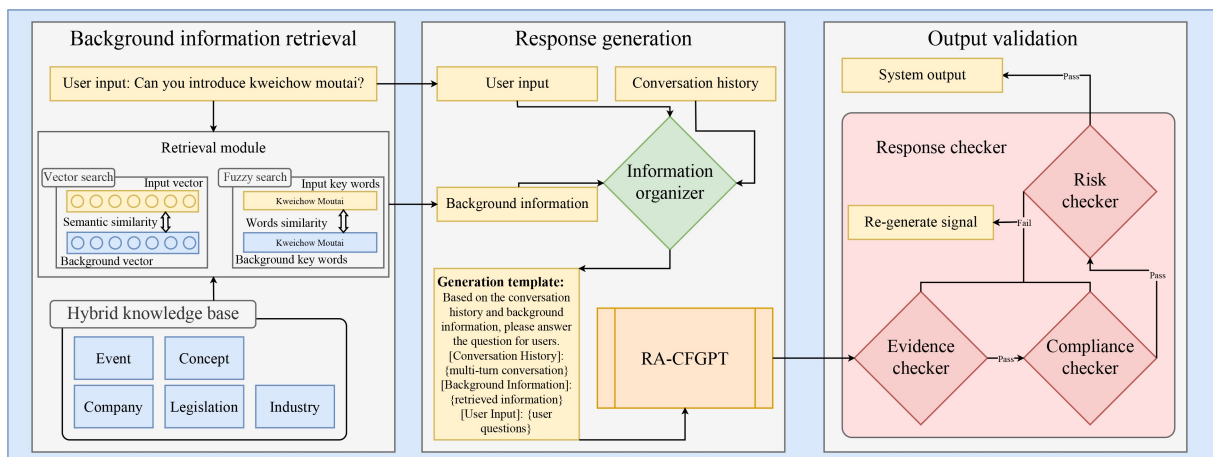 Background information retrieval
User input: Can you introduce kweichow moutai?
Retrieval module
Vector search
Input vector
Semantic similarity
Background vector
Fuzzy search
Input key words
Kweichow Moutai
Words similarity
Kweichow Moutai
Background key words
Hybrid knowledge base
Event
Concept
Company
Legislation
Industry
Response generation
User input
Conversation history
Information
organizer
Background information
Generation template:
Based on the conversation
history and background
information, please answer
the question for users.
[Conversation History]:
{multi-turn conversation}
[Background Information]:
{retrieved information}
[User Input]: {user
questions}
RA-CFGPT
Output validation
System output
Pass
Response checker
Risk
checker
Re-generate signal
Fail
Pass
Evidence
checker
Pass
Compliance
checker